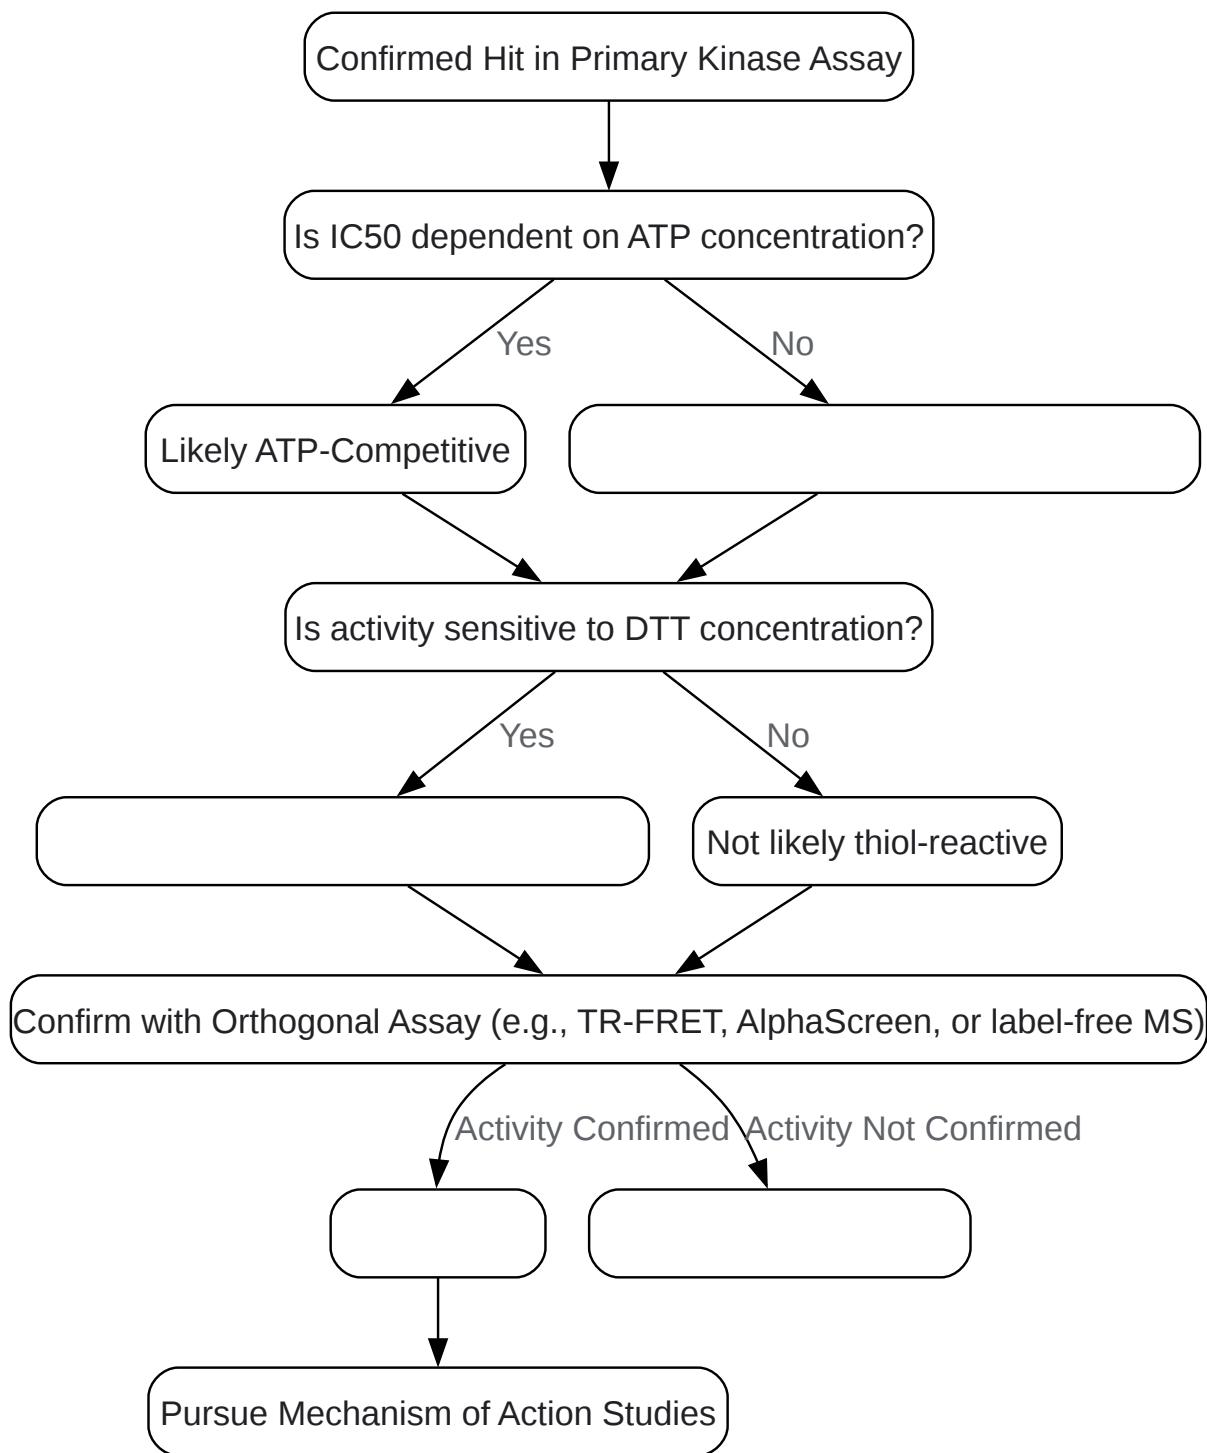 Confirmed Hit in Primary Kinase Assay
Is IC50 dependent on ATP concentration?
Yes
No
Likely ATP-Competitive
Is activity sensitive to DTT concentration?
Yes
No
Not likely thiol-reactive
Confirm with Orthogonal Assay (e.g., TR-FRET, AlphaScreen, or label-free MS)
Activity Confirmed
Activity Not Confirmed
Pursue Mechanism of Action Studies